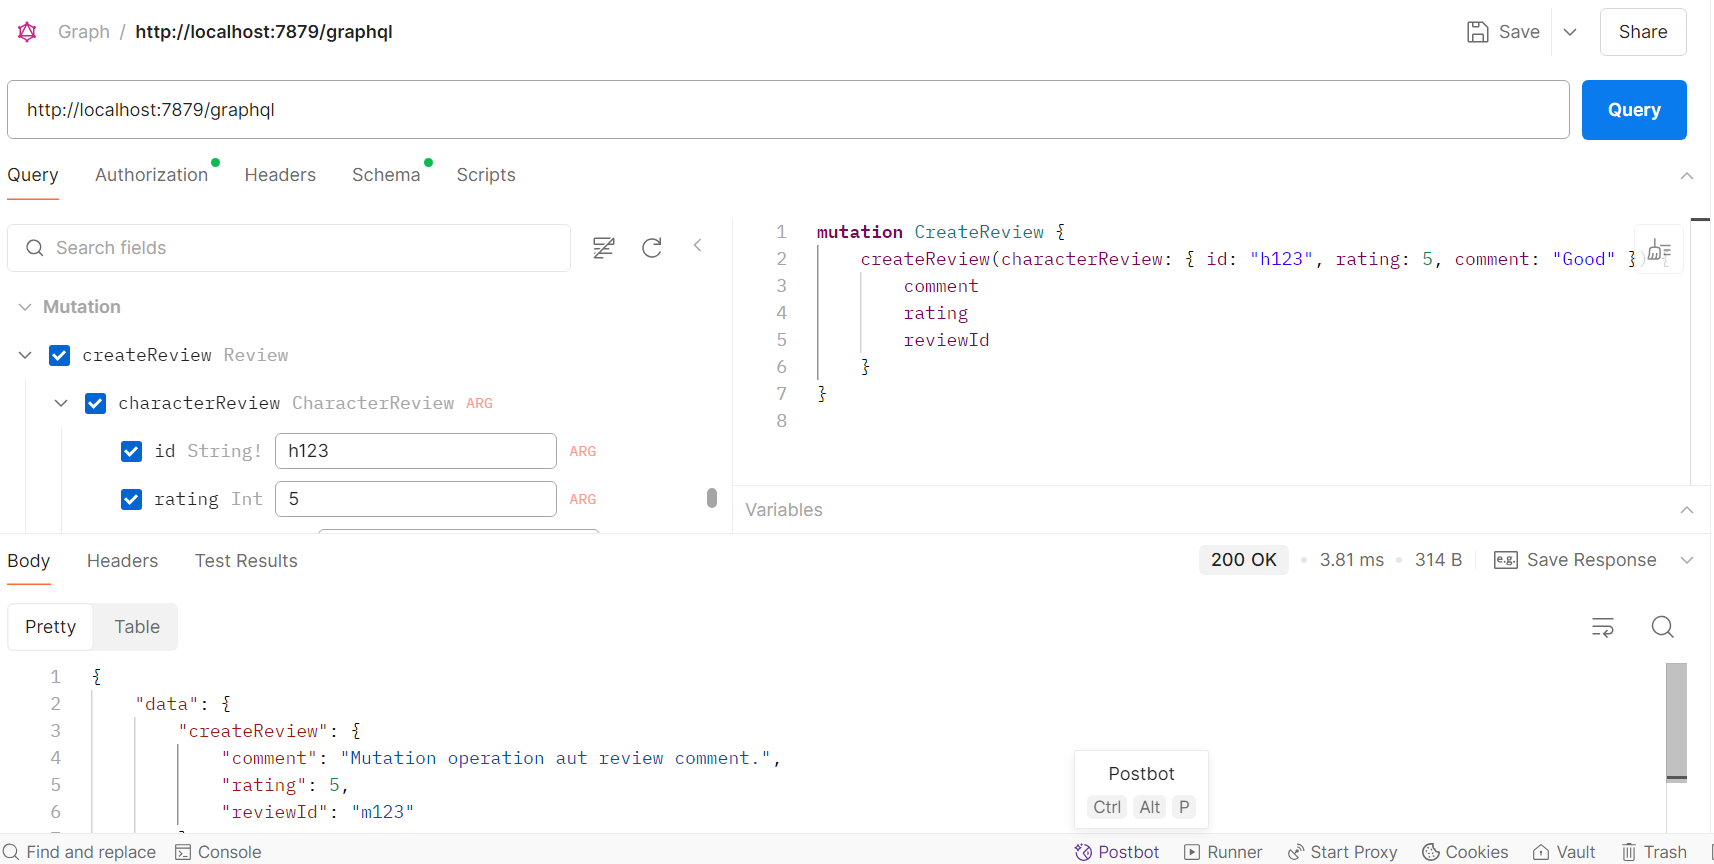 Graph / http://localhost:7879/graphql
Save
Share
http://localhost:7879/graphql
Query
Query Authorization Headers Schema Scripts
Search fields
Mutation
createReview Review
characterReview CharacterReview ARG
id String! h123 ARG
rating Int 5 ARG
1 mutation CreateReview {
2 createReview(characterReview: { id: "h123", rating: 5, comment: "Good" }) {
3 comment
4 rating
5 reviewId
6 }
7 }
8
Variables
Body Headers Test Results
200 OK • 3.81 ms • 314 B
e.g. Save Response
Pretty Table
1 {
2 "data": {
3 "createReview": {
4 "comment": "Mutation operation aut review comment.",
5 "rating": 5,
6 "reviewId": "m123"
Postbot
Ctrl Alt P
Find and replace Console Postbot Runner Start Proxy Cookies Vault Trash